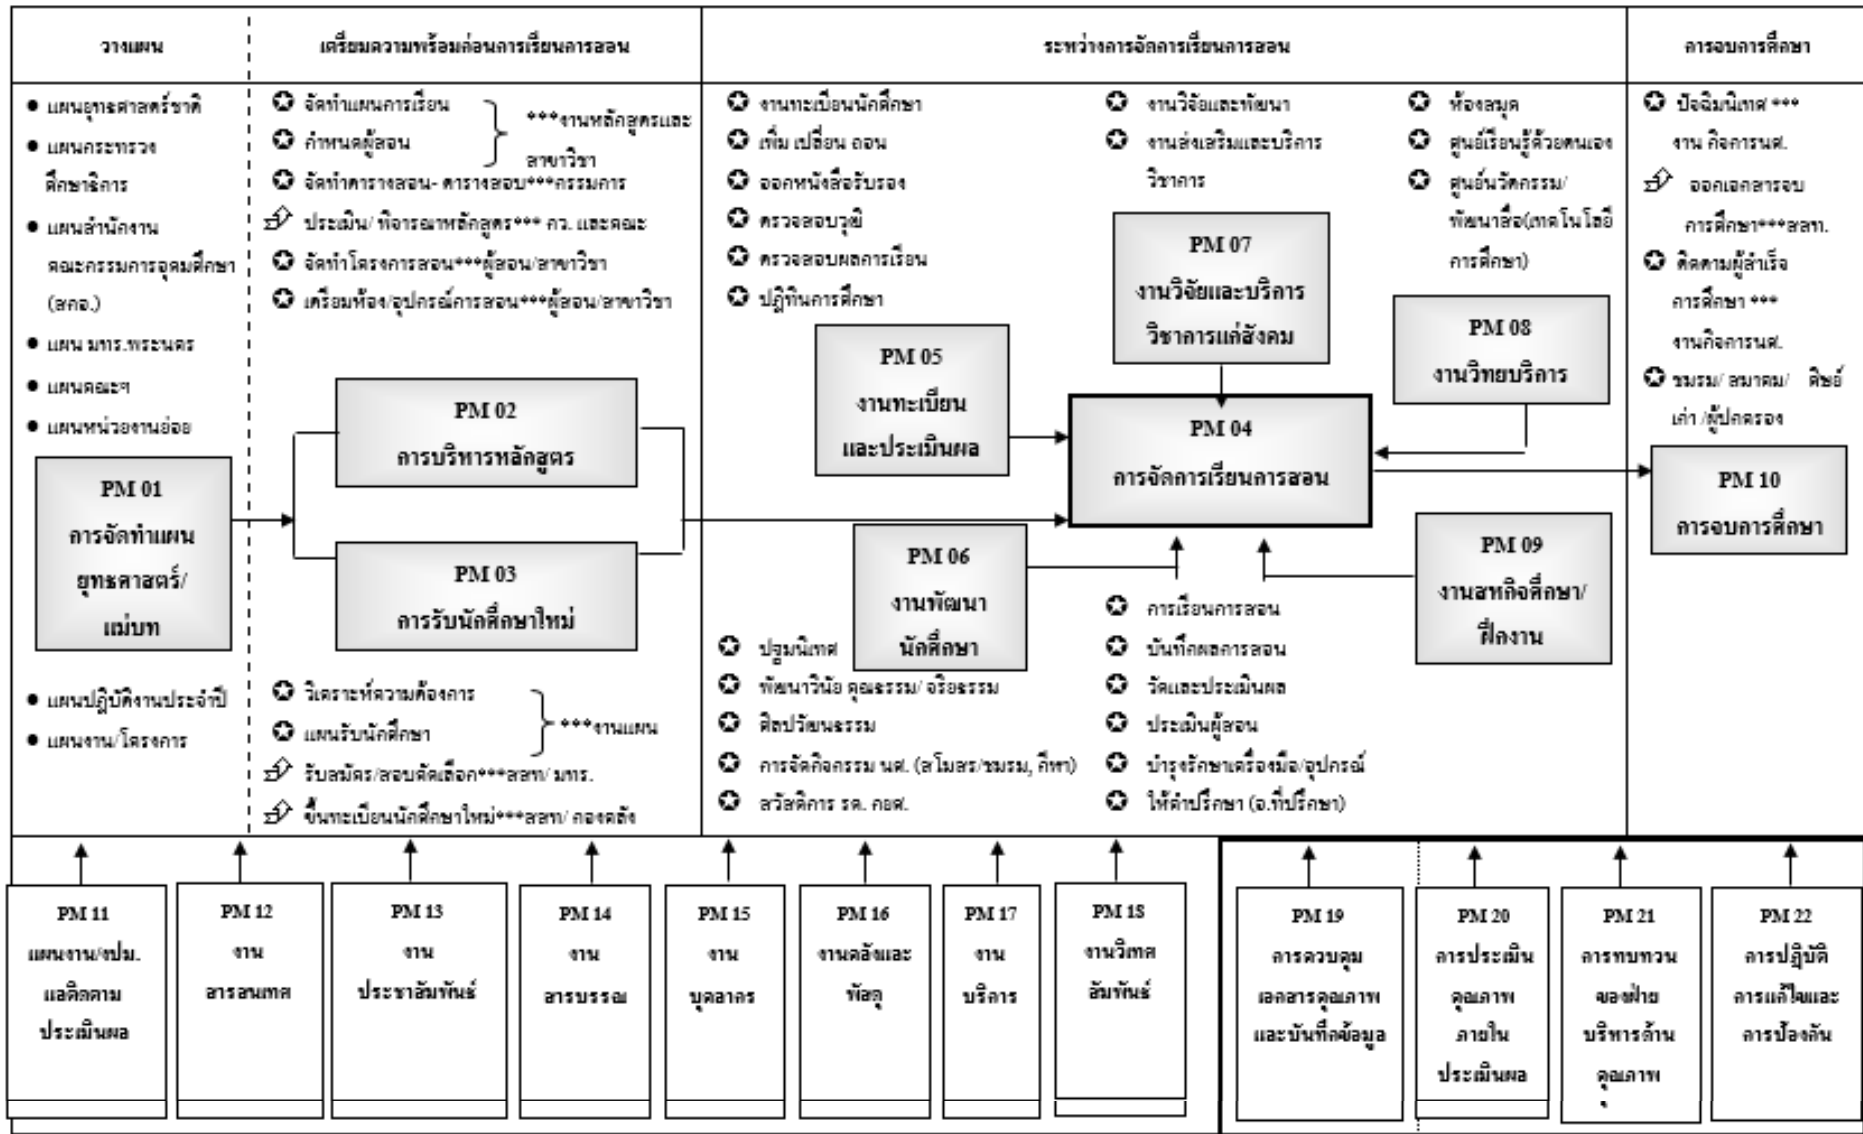 วางแผน
เตรียมความพร้อมก่อนการเรียนการสอน
ระหว่างการจัดการเรียนการสอน
การจบการศึกษา
● แผนยุทธศาสตร์ชาติ
● แผนกระทรวง
ศึกษาธิการ
● แผนสำนักงาน
คณะกรรมการอุดมศึกษา
(สกอ.)
● แผน มทร.พระนคร
● แผนคณะฯ
● แผนหน่วยงานย่อย
PM 01
การจัดทำแผน
ยุทธศาสตร์/
แม่บท
● แผนปฏิบัติงานประจำปี
● แผนงาน/โครงการ
✪ จัดทำแผนการเรียน
✪ กำหนดผู้สอน
***งานหลักสูตรและ
สาขาวิชา
✪ จัดทำตารางสอน- ตารางสอบ***กรรมการ
ประเมิน/ พิจารณาหลักสูตร*** กว. และคณะ
✪ จัดทำโครงการสอน***ผู้สอน/สาขาวิชา
✪ เตรียมห้อง/อุปกรณ์การสอน***ผู้สอน/สาขาวิชา
PM 02
การบริหารหลักสูตร
PM 03
การรับนักศึกษาใหม่
✪ วิเคราะห์ความต้องการ
✪ แผนรับนักศึกษา
***งานแผน
รับสมัคร/สอบคัดเลือก***สสท/ มทร.
ขึ้นทะเบียนนักศึกษาใหม่***สสท/ กองคลัง
✪ งานทะเบียนนักศึกษา
✪ เพิ่ม เปลี่ยน ถอน
✪ ออกหนังสือรับรอง
✪ ตรวจสอบวุฒิ
✪ ตรวจสอบผลการเรียน
✪ ปฏิทินการศึกษา
✪ งานวิจัยและพัฒนา
✪ งานส่งเสริมและบริการ
วิชาการ
✪ ห้องสมุด
✪ ศูนย์เรียนรู้ด้วยตนเอง
✪ ศูนย์นวัตกรรม/
พัฒนาสื่อ(เทคโนโลยี
การศึกษา)
PM 05
งานทะเบียน
และประเมินผล
PM 07
งานวิจัยและบริการ
วิชาการแก่สังคม
PM 08
งานวิทยบริการ
PM 04
การจัดการเรียนการสอน
PM 06
งานพัฒนา
นักศึกษา
PM 09
งานสหกิจศึกษา/
ฝึกงาน
✪ ปฐมนิเทศ
✪ พัฒนาวินัย คุณธรรม/ จริยธรรม
✪ ศิลปวัฒนธรรม
✪ การจัดกิจกรรม นศ. (สโมสร/ชมรม, กีฬา)
✪ สวัสดิการ รด. กยศ.
✪ การเรียนการสอน
✪ บันทึกผลการสอน
✪ วัดและประเมินผล
✪ ประเมินผู้สอน
✪ บำรุงรักษาเครื่องมือ/อุปกรณ์
✪ ให้คำปรึกษา (อ.ที่ปรึกษา)
✪ ปัจฉิมนิเทศ ***
งาน กิจการนศ.
ออกเอกสารจบ
การศึกษา***สสท.
✪ ติดตามผู้สำเร็จ
การศึกษา ***
งานกิจการนศ.
✪ ชมรม/ สมาคม/ ศิษย์
เก่า /ผู้ปกครอง
PM 10
การจบการศึกษา
PM 11
แผนงาน/งปม.
แลติดตาม
ประเมินผล
PM 12
งาน
สารสนเทศ
PM 13
งาน
ประชาสัมพันธ์
PM 14
งาน
สารบรรณ
PM 15
งาน
บุคลากร
PM 16
งานคลังและ
พัสดุ
PM 17
งาน
บริการ
PM 18
งานวิเทศ
สัมพันธ์
PM 19
การควบคุม
เอกสารคุณภาพ
และบันทึกข้อมูล
PM 20
การประเมิน
คุณภาพ
ภายใน
ประเมินผล
PM 21
การทบทวน
ของฝ่าย
บริหารด้าน
คุณภาพ
PM 22
การปฏิบัติ
การแก้ไขและ
การป้องกัน